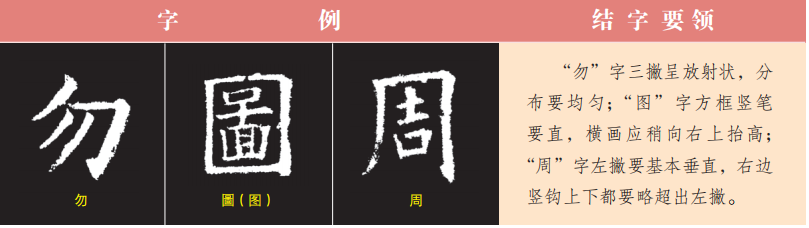 字 例 结字要领
勿 圖 周
勿 圖（图） 周
“勿”字三撇呈放射状，分
布要均匀；“图”字方框竖笔
要直，横画应稍向右上抬高；
“周”字左撇要基本垂直，右边
竖钩上下都要略超出左撇。